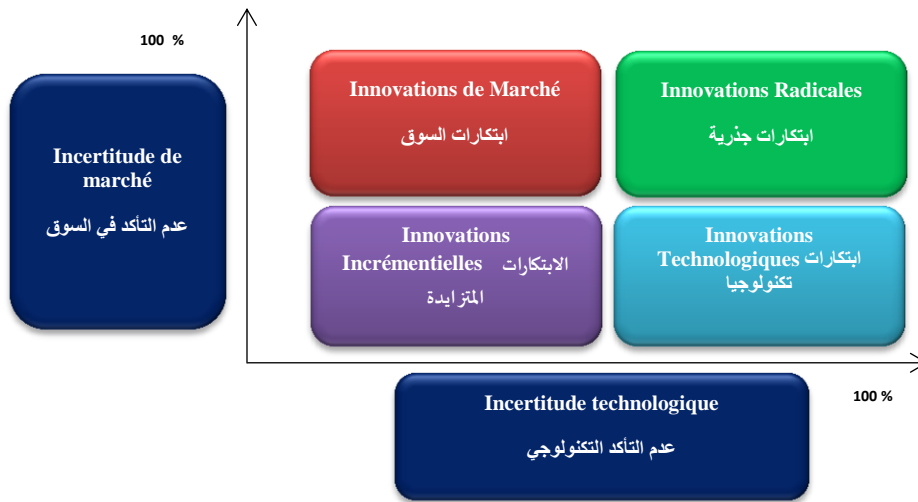 100 %
Incertitude de
marché
عدم التأكد في السوق
Innovations de Marché
ابتكارات السوق
Innovations Radicales
ابتكارات جذرية
Innovations
Incrémentielles الابتكارات
المتزايدة
Innovations
Technologiques ابتكارات
تكنولوجيا
100 %
Incertitude technologique
عدم التأكد التكنولوجي